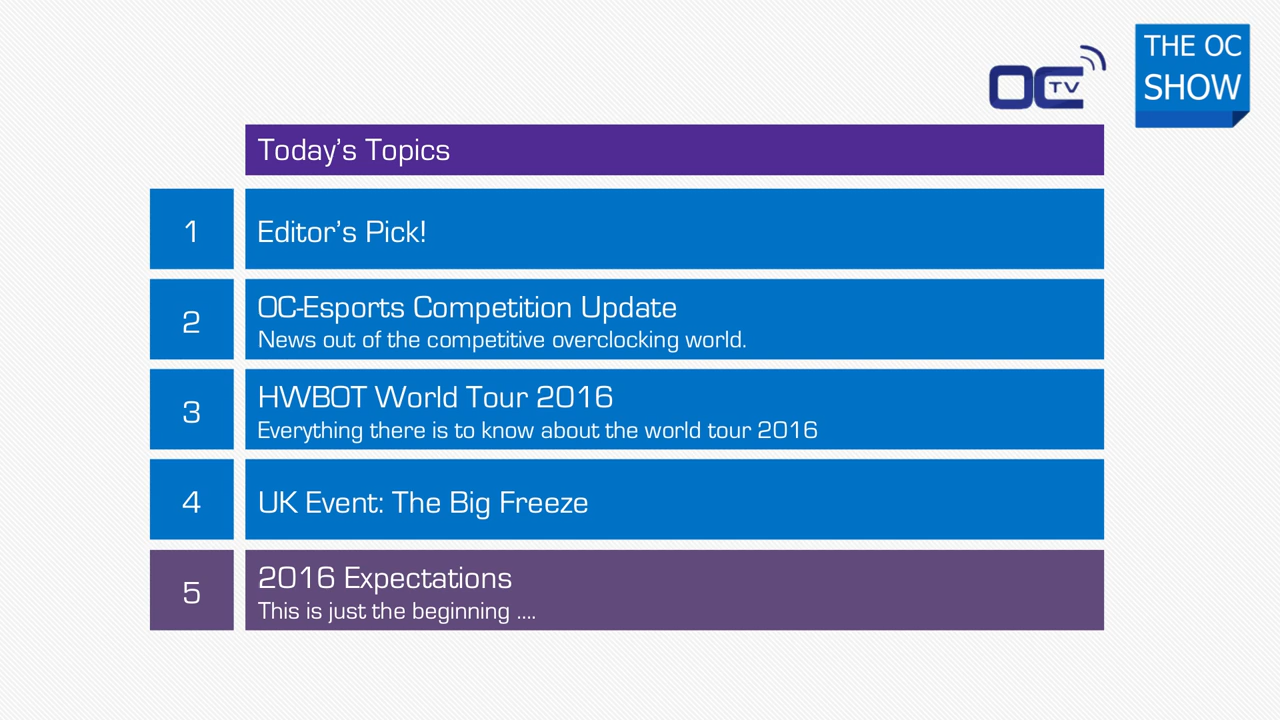 OC TV
THE OC
SHOW
Today's Topics
1
Editor's Pick!
2
OC-Esports Competition Update
News out of the competitive overclocking world.
3
HWBOT World Tour 2016
Everything there is to know about the world tour 2016
4
UK Event: The Big Freeze
5
2016 Expectations
This is just the beginning ....